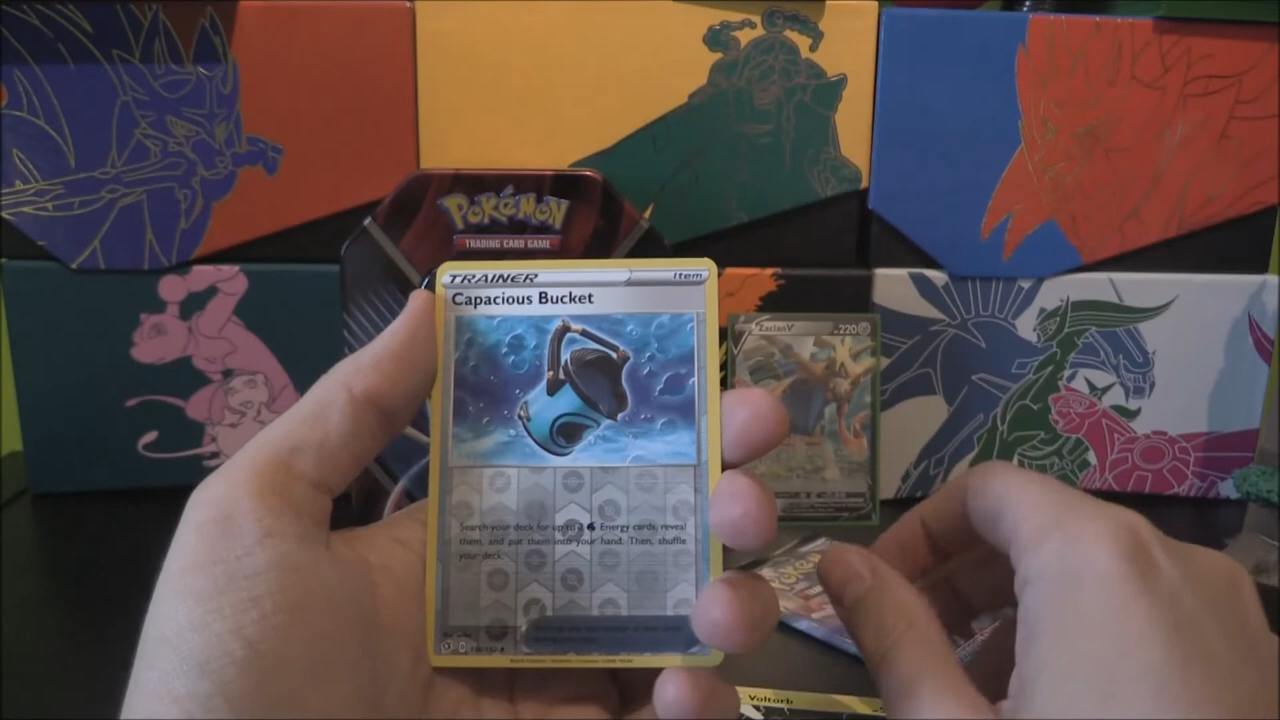 POKéMON
TRADING CARD GAME
TRAINER
Item
Capacious Bucket
Search your deck for up to 2 Energy cards, reveal
them, and put them into your hand. Then, shuffle
your deck.
Zacian V
220
Pokémon
Voltorb